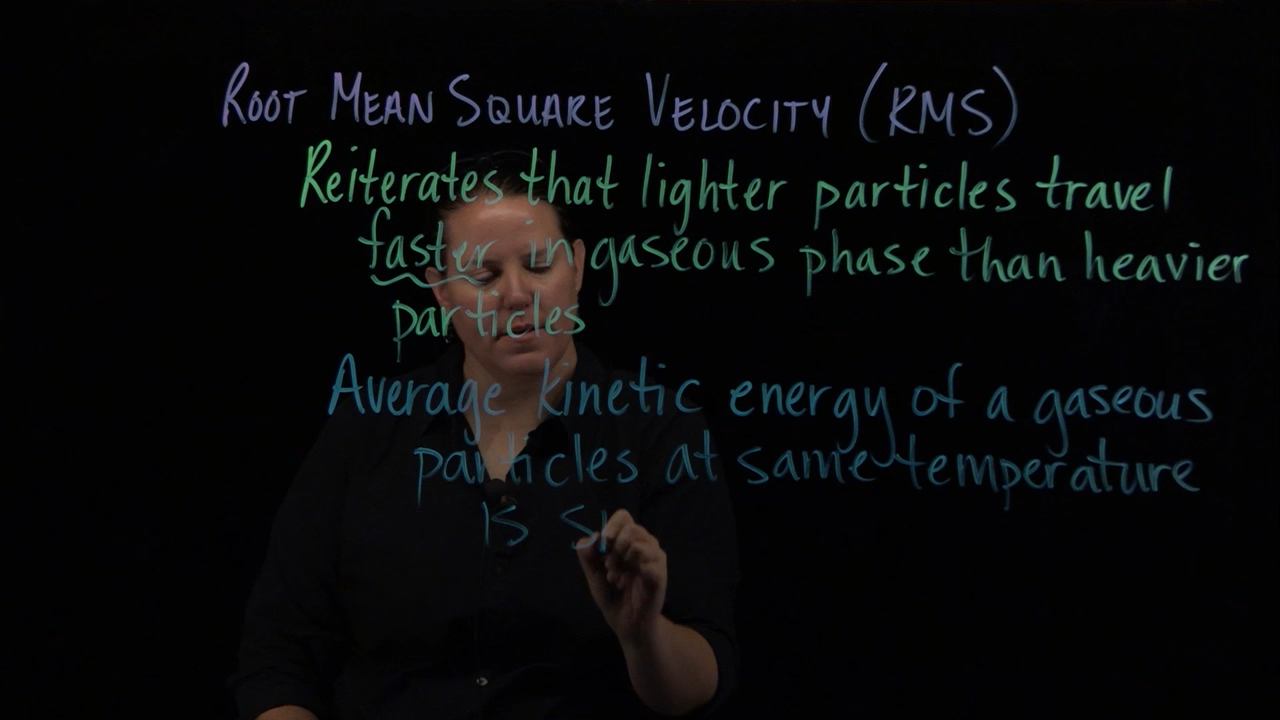 ROOT MEAN SQUARE VELOCITY (RMS)
Reiterates that lighter particles travel
faster in gaseous phase than heavier
particles
Average kinetic energy of a gaseous
particles at same temperature
is